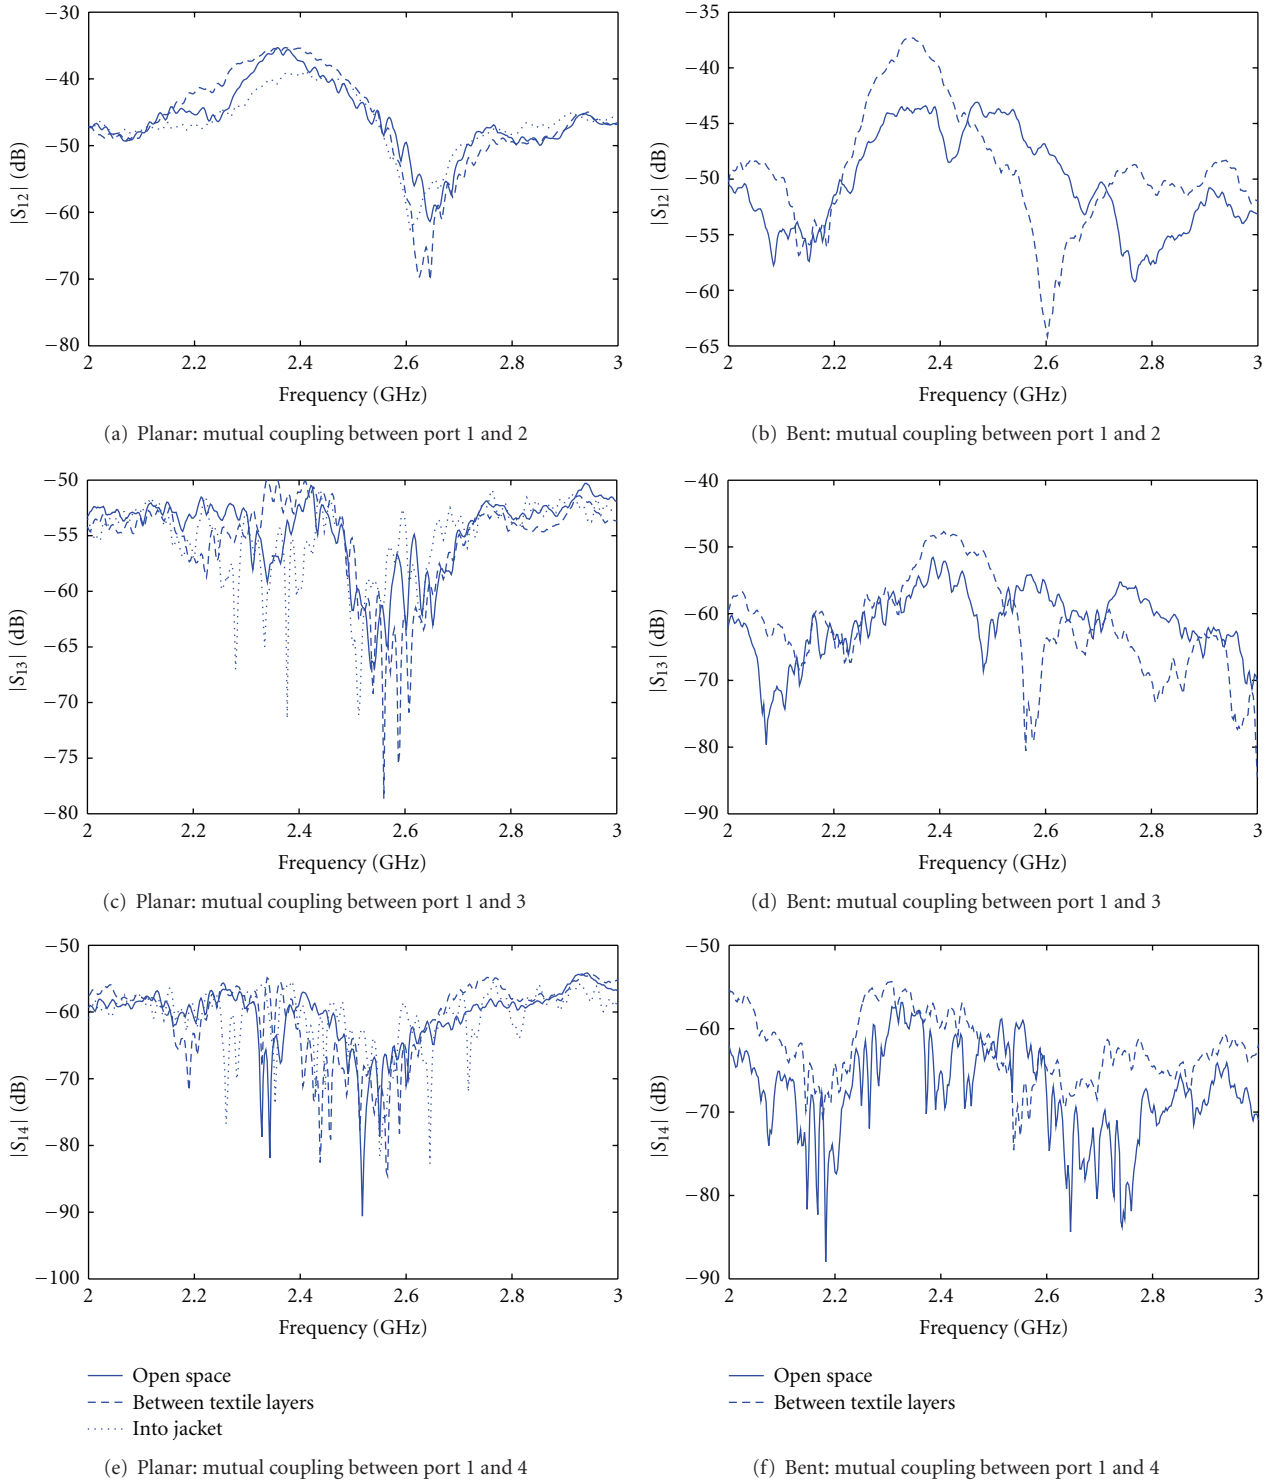 −30
−40
−50
−60
−70
−80
|S12| (dB)
2 2.2 2.4 2.6 2.8 3
Frequency (GHz)
(a) Planar: mutual coupling between port 1 and 2
−35
−40
−45
−50
−55
−60
−65
|S12| (dB)
2 2.2 2.4 2.6 2.8 3
Frequency (GHz)
(b) Bent: mutual coupling between port 1 and 2
−50
−55
−60
−65
−70
−75
−80
|S13| (dB)
2 2.2 2.4 2.6 2.8 3
Frequency (GHz)
(c) Planar: mutual coupling between port 1 and 3
−40
−50
−60
−70
−80
−90
|S13| (dB)
2 2.2 2.4 2.6 2.8 3
Frequency (GHz)
(d) Bent: mutual coupling between port 1 and 3
−50
−60
−70
−80
−90
−100
|S14| (dB)
2 2.2 2.4 2.6 2.8 3
Frequency (GHz)
Open space
Between textile layers
Into jacket
(e) Planar: mutual coupling between port 1 and 4
−50
−60
−70
−80
−90
|S14| (dB)
2 2.2 2.4 2.6 2.8 3
Frequency (GHz)
Open space
Between textile layers
(f) Bent: mutual coupling between port 1 and 4